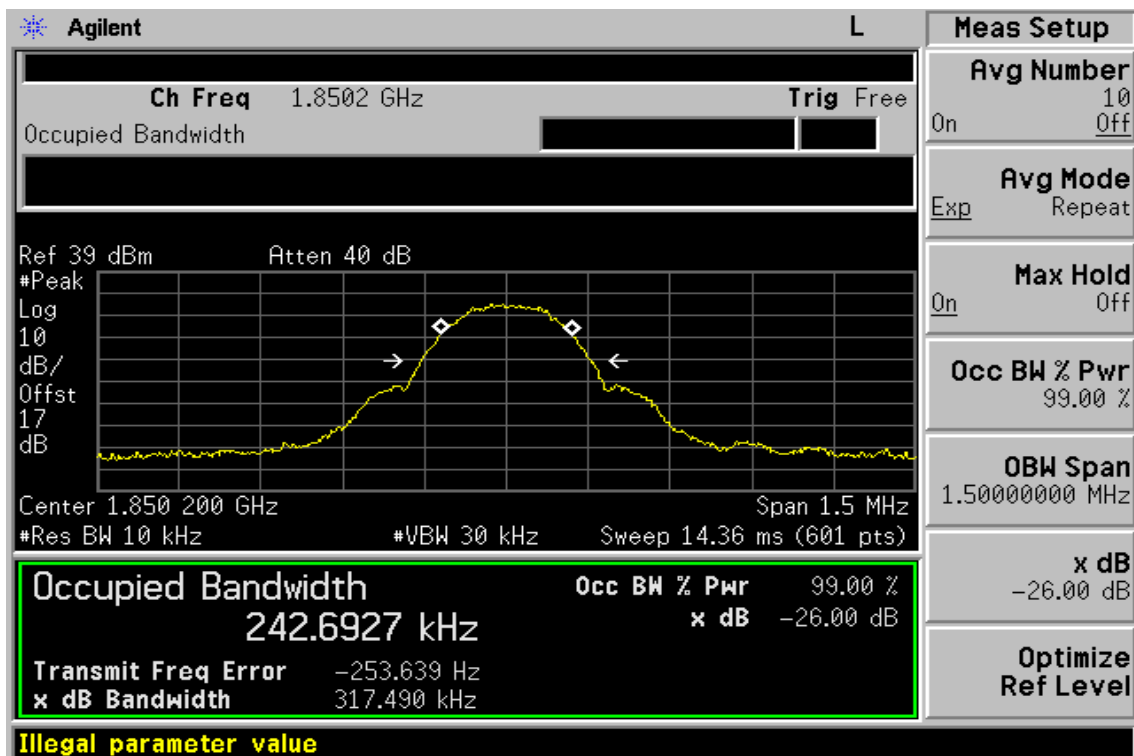 Agilent L Meas Setup
Ch Freq 1.8502 GHz Trig Free
Occupied Bandwidth
Ref 39 dBm Atten 40 dB
#Peak
Log
10
dB/
Offst
17
dB
Center 1.850 200 GHz Span 1.5 MHz
#Res BW 10 kHz #VBW 30 kHz Sweep 14.36 ms (601 pts)
Occupied Bandwidth
242.6927 kHz
Occ BW % Pwr 99.00 %
x dB -26.00 dB
Transmit Freq Error -253.639 Hz
x dB Bandwidth 317.490 kHz
Illegal parameter value
Avg Number
10
On Off
Avg Mode
Exp Repeat
Max Hold
On Off
Occ BW % Pwr
99.00 %
OBW Span
1.50000000 MHz
x dB
-26.00 dB
Optimize
Ref Level